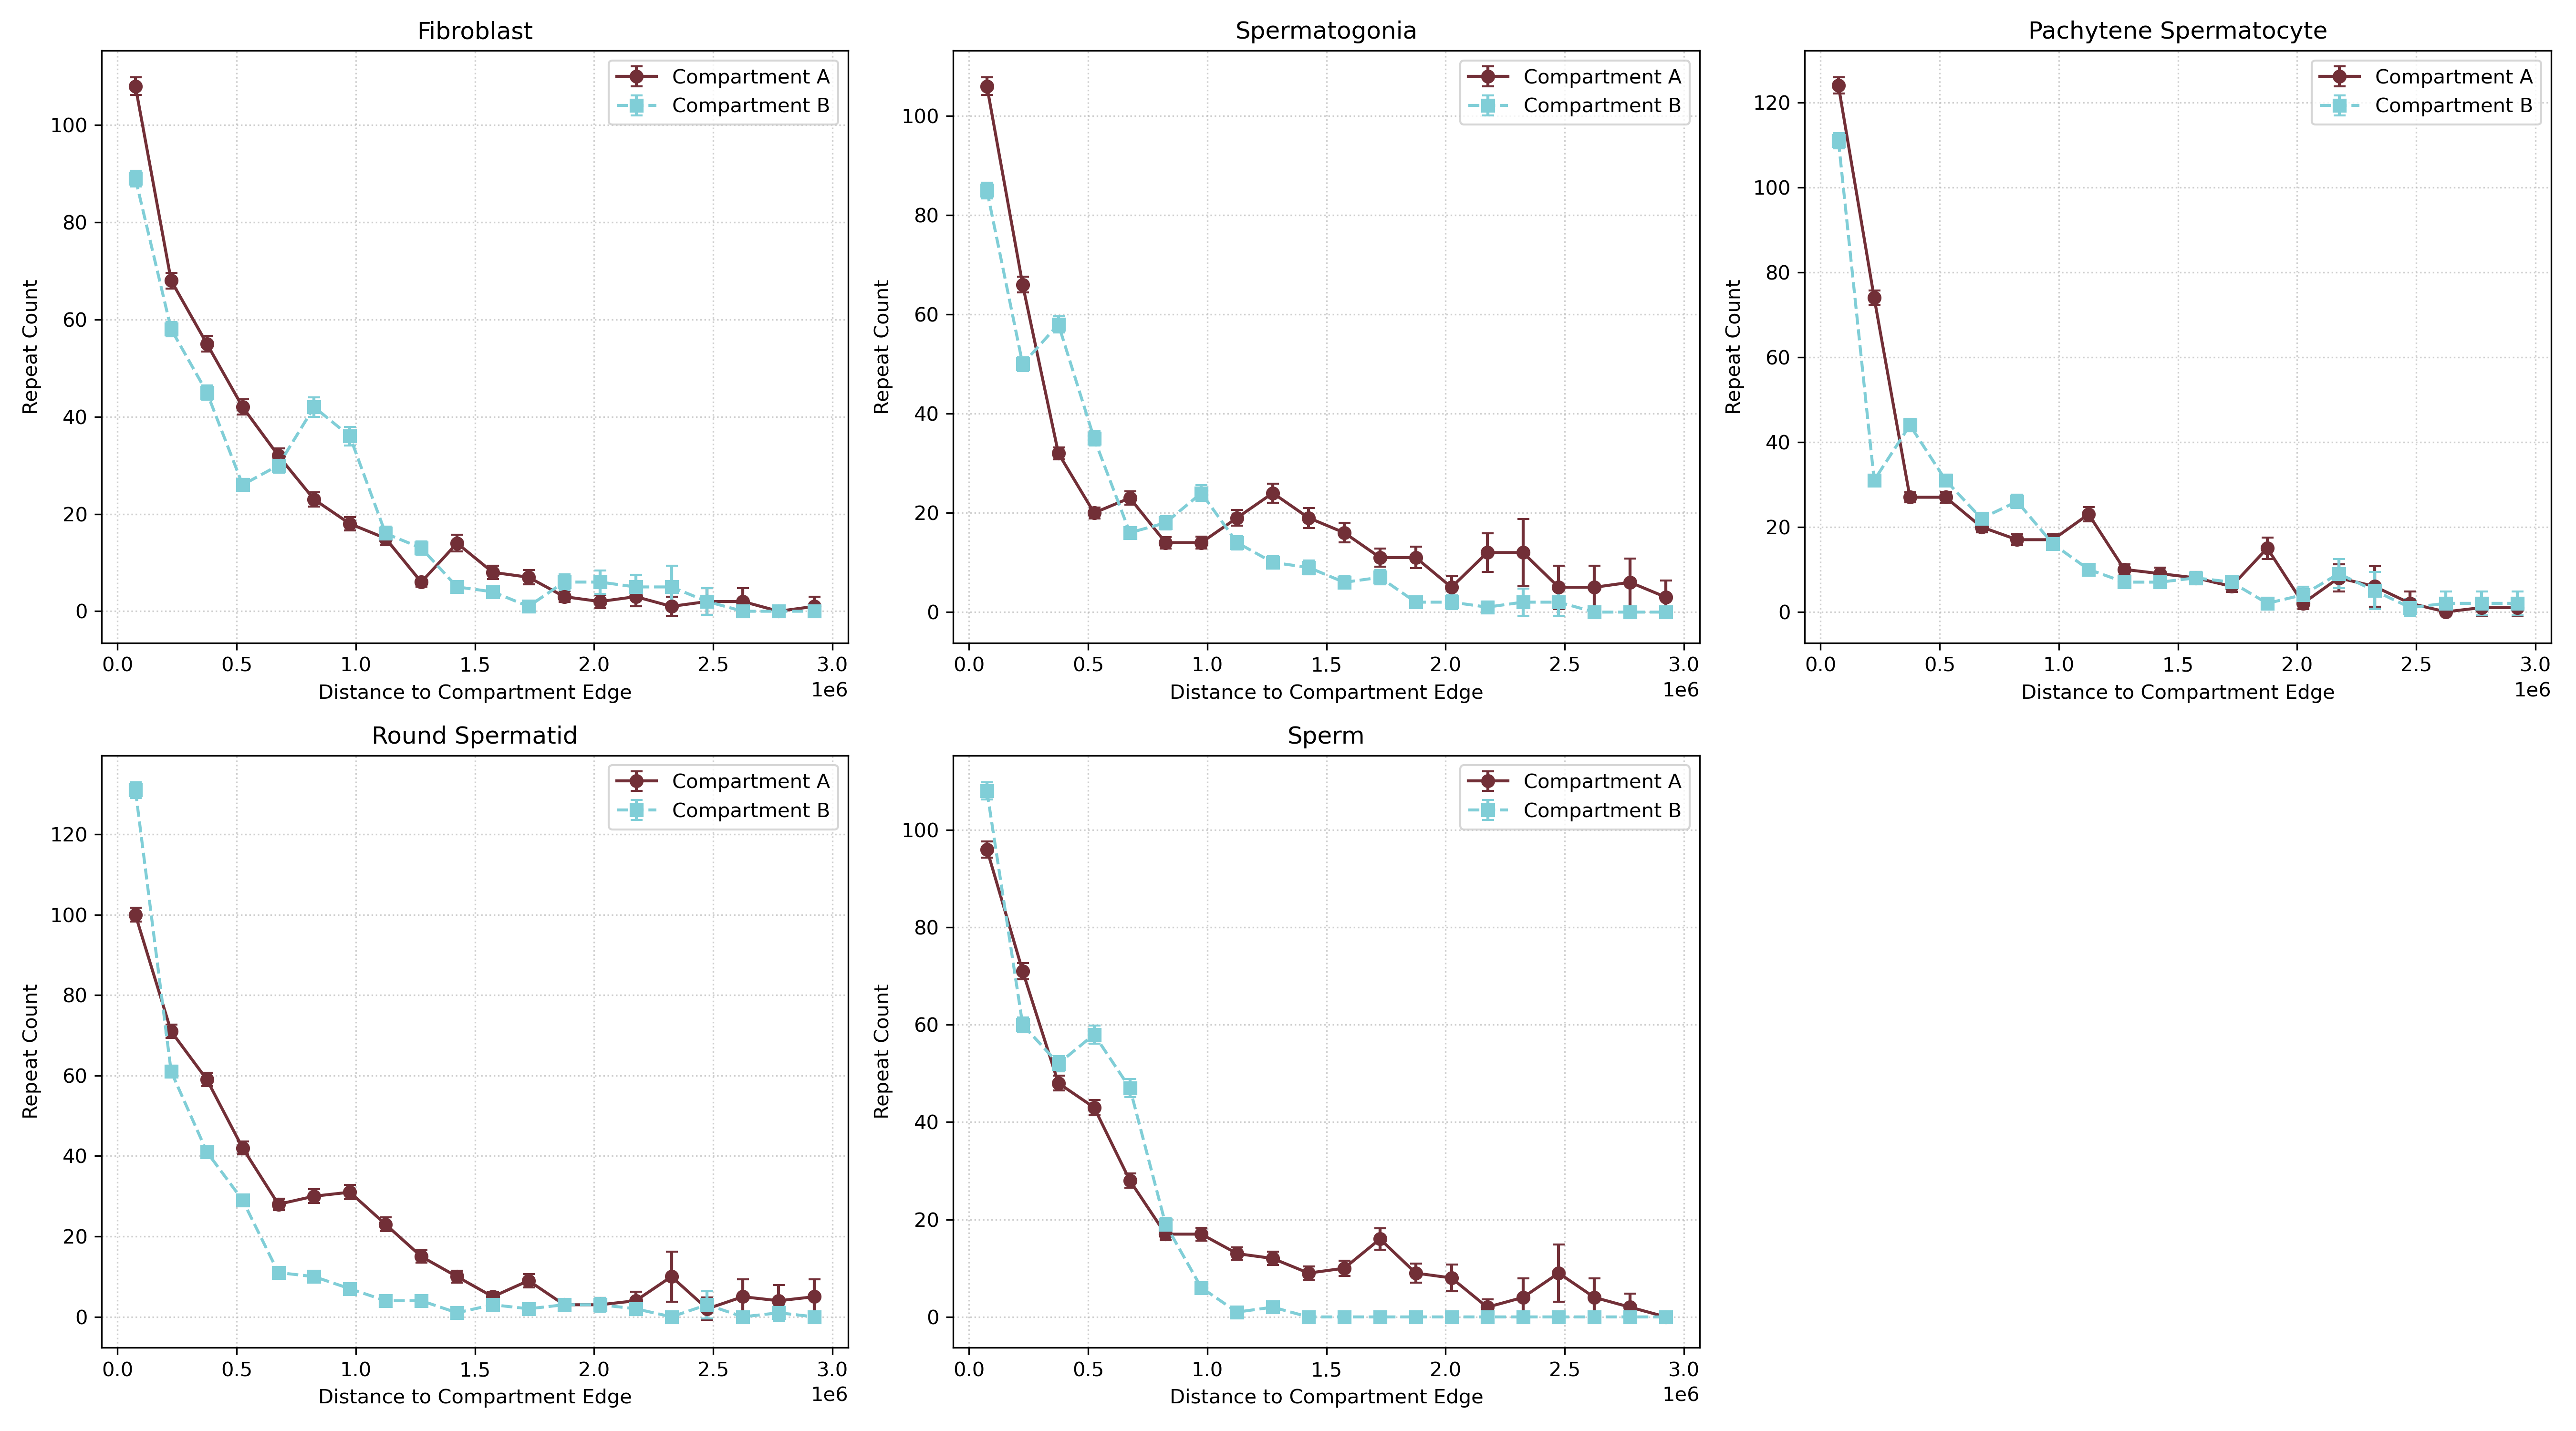 Fibroblast
Compartment A
Compartment B
Repeat Count
100
80
60
40
20
0
0.0 0.5 1.0 1.5 2.0 2.5 3.0
1e6
Distance to Compartment Edge
Spermatogonia
Compartment A
Compartment B
Repeat Count
100
80
60
40
20
0
0.0 0.5 1.0 1.5 2.0 2.5 3.0
1e6
Distance to Compartment Edge
Pachytene Spermatocyte
Compartment A
Compartment B
Repeat Count
120
100
80
60
40
20
0
0.0 0.5 1.0 1.5 2.0 2.5 3.0
1e6
Distance to Compartment Edge
Round Spermatid
Compartment A
Compartment B
Repeat Count
120
100
80
60
40
20
0
0.0 0.5 1.0 1.5 2.0 2.5 3.0
1e6
Distance to Compartment Edge
Sperm
Compartment A
Compartment B
Repeat Count
100
80
60
40
20
0
0.0 0.5 1.0 1.5 2.0 2.5 3.0
1e6
Distance to Compartment Edge